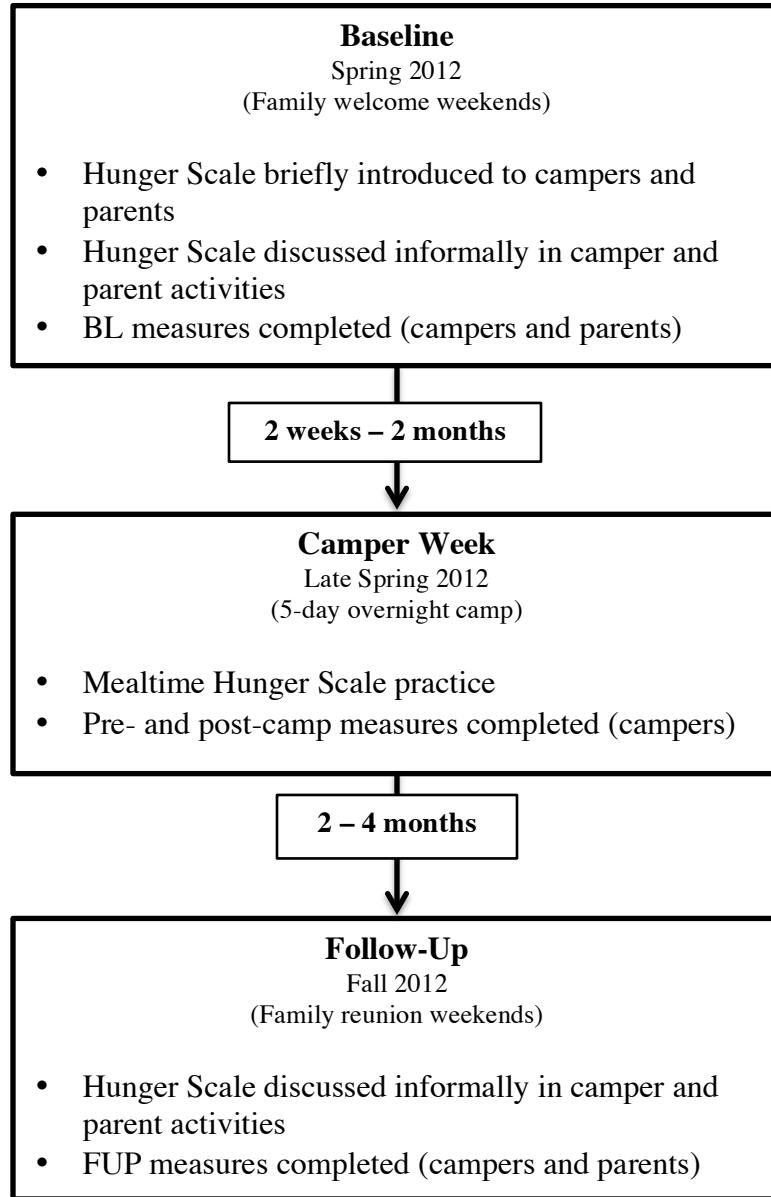 Baseline
Spring 2012
(Family welcome weekends)
• Hunger Scale briefly introduced to campers and
parents
• Hunger Scale discussed informally in camper and
parent activities
• BL measures completed (campers and parents)
2 weeks – 2 months
Camper Week
Late Spring 2012
(5-day overnight camp)
• Mealtime Hunger Scale practice
• Pre- and post-camp measures completed (campers)
2 – 4 months
Follow-Up
Fall 2012
(Family reunion weekends)
• Hunger Scale discussed informally in camper and
parent activities
• FUP measures completed (campers and parents)